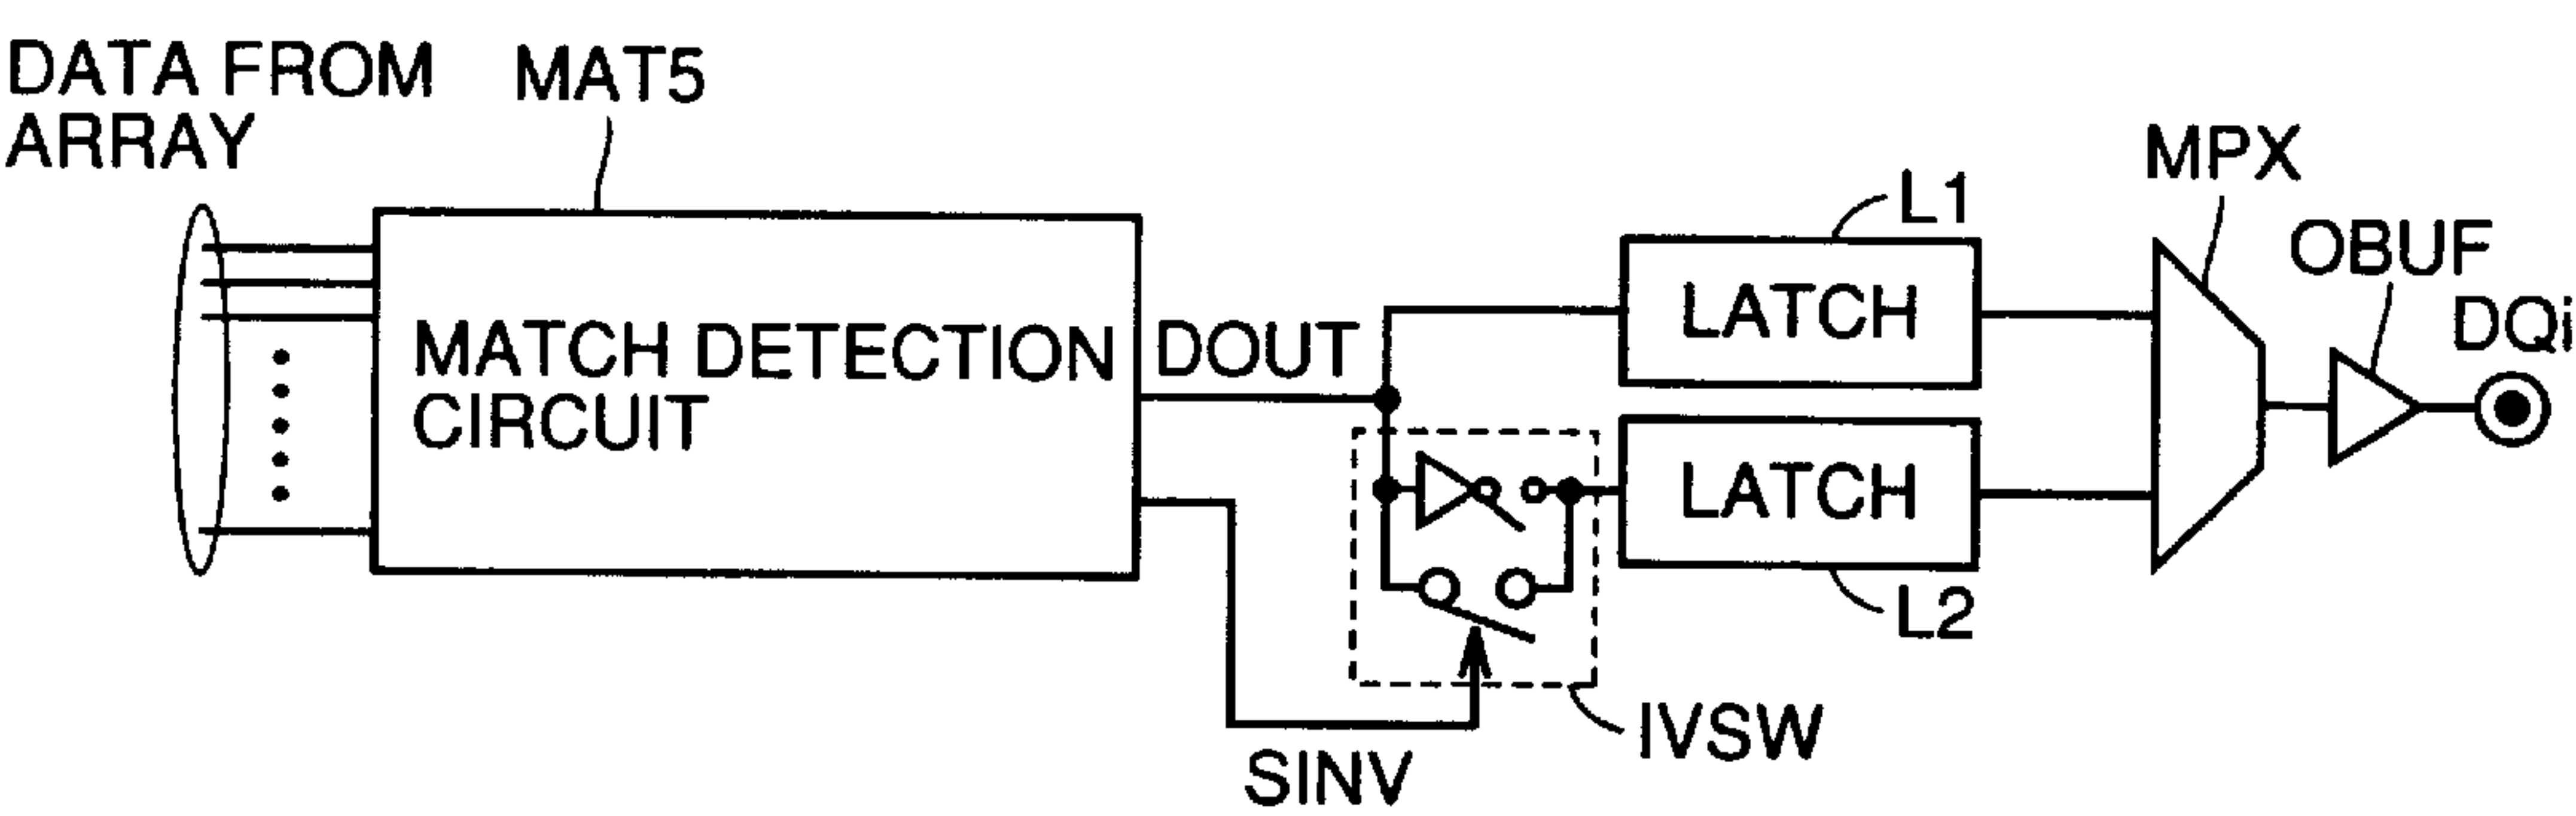 DATA FROM
ARRAY
MAT5
MATCH DETECTION
CIRCUIT
DOUT
SINV
IVSW
L1
LATCH
LATCH
L2
MPX
OBUF
DQi